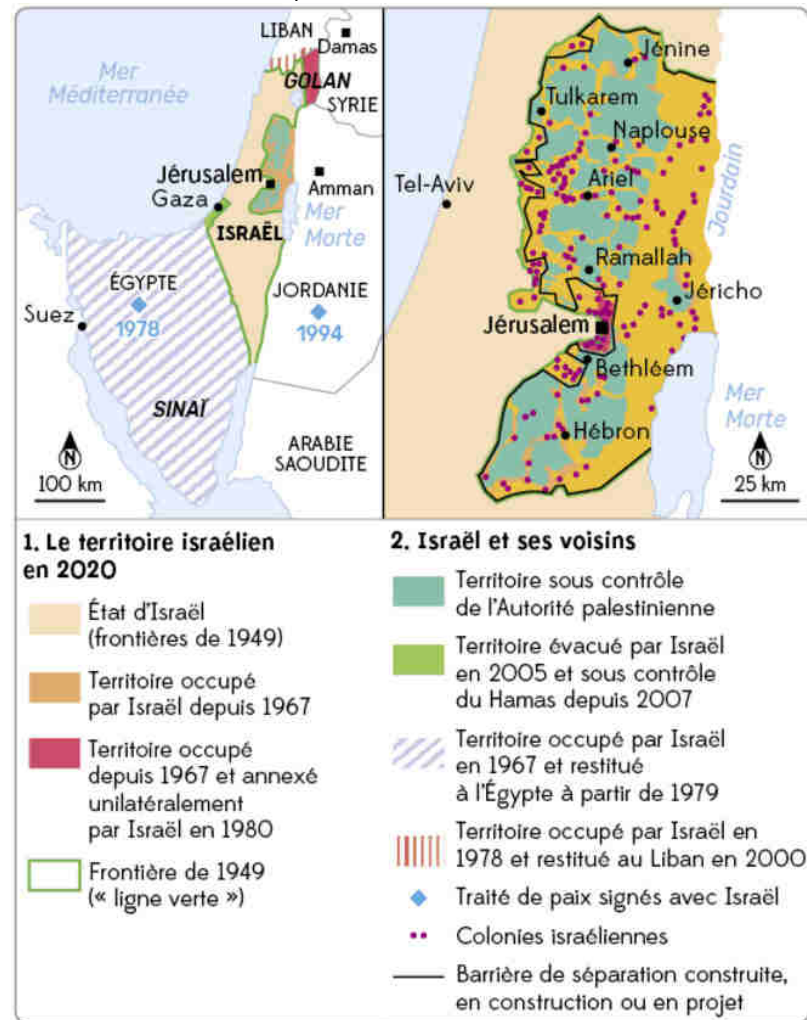 LIBAN
Damas
Mer
Méditerranée
GOLAN
SYRIE
Jérusalem
Amman
Gaza
Mer
Morte
ISRAËL
ÉGYPTE
1978
JORDANIE
1994
Suez
SINAÏ
ARABIE
SAOUDITE
N
100 km
Jénine
Tulkarem
Naplouse
Tel-Aviv
Ariel
Jourdain
Ramallah
Jéricho
Jérusalem
Bethléem
Mer
Morte
Hébron
N
25 km
1. Le territoire israélien
en 2020
État d'Israël
(frontières de 1949)
Territoire occupé
par Israël depuis 1967
Territoire occupé
depuis 1967 et annexé
unilatéralement
par Israël en 1980
Frontière de 1949
(« ligne verte »)
2. Israël et ses voisins
Territoire sous contrôle
de l'Autorité palestinienne
Territoire évacué par Israël
en 2005 et sous contrôle
du Hamas depuis 2007
Territoire occupé par Israël
en 1967 et restitué
à l'Égypte à partir de 1979
Territoire occupé par Israël en
1978 et restitué au Liban en 2000
Traité de paix signés avec Israël
Colonies israéliennes
Barrière de séparation construite,
en construction ou en projet